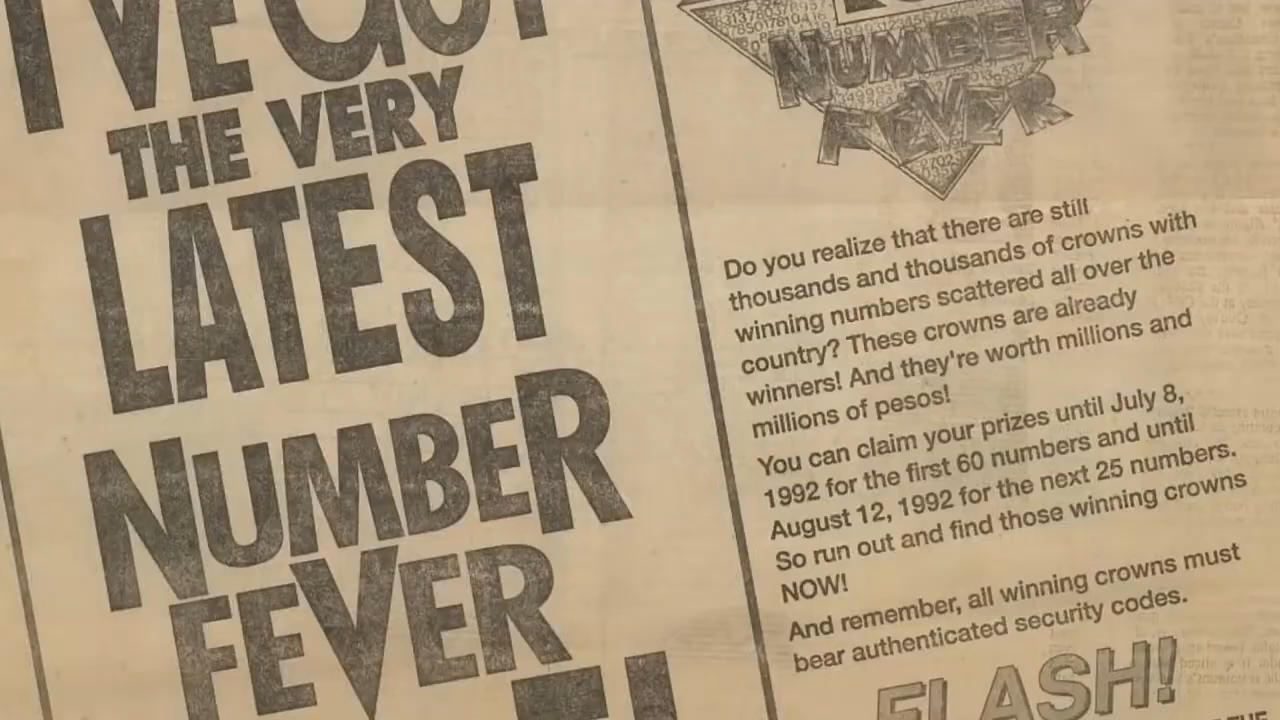 I'VE GOT
THE VERY
LATEST
NUMBER
FEVER
NUMBER
FEVER
Do you realize that there are still
thousands and thousands of crowns with
winning numbers scattered all over the
country? These crowns are already
winners! And they're worth millions and
millions of pesos!
You can claim your prizes until July 8,
1992 for the first 60 numbers and until
August 12, 1992 for the next 25 numbers.
So run out and find those winning crowns
NOW!
And remember, all winning crowns must
bear authenticated security codes.
FLASH!